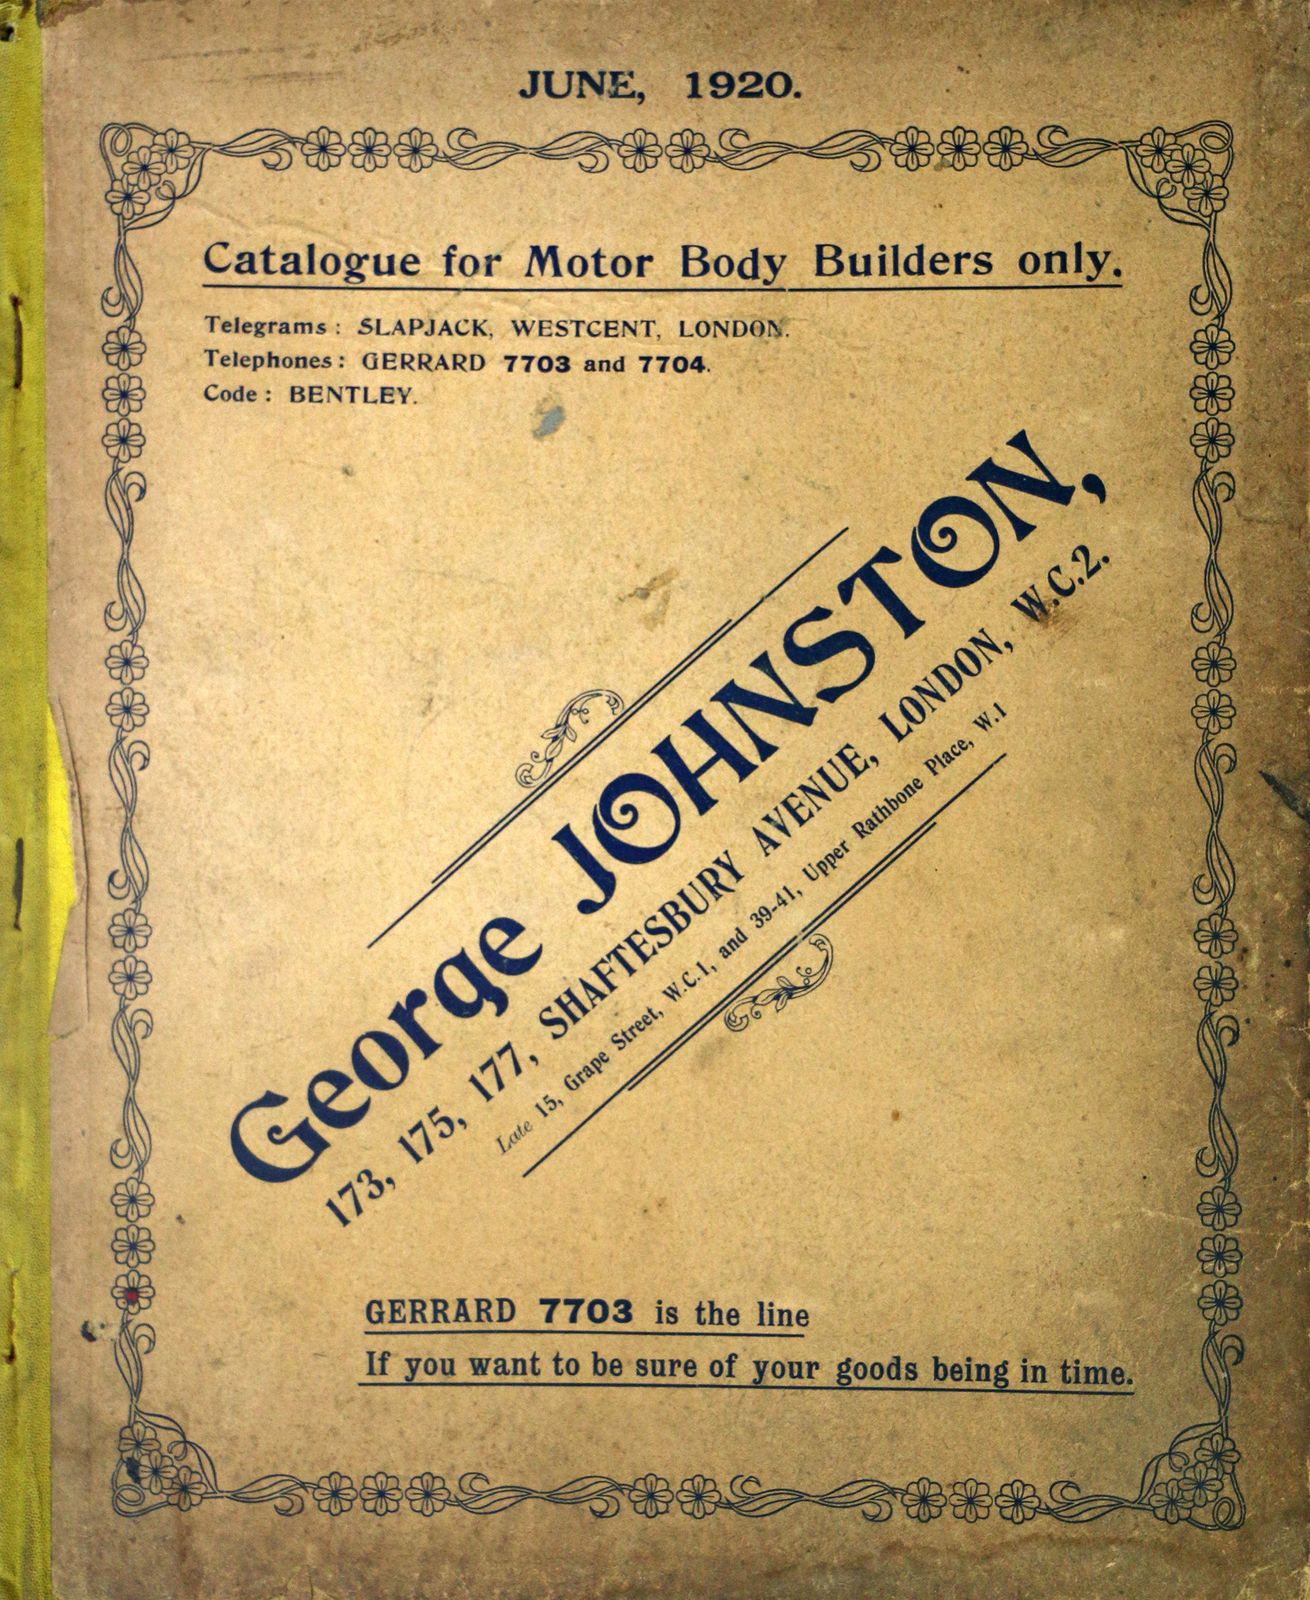 JUNE, 1920.
Catalogue for Motor Body Builders only.
Telegrams: SLAPJACK, WESTCENT, LONDON.
Telephones: GERRARD 7703 and 7704.
Code: BENTLEY.
George JOHNSTON,
173, 175, 177, SHAFTESBURY AVENUE, LONDON, W.C.2.
Late 15, Grape Street, W.C.1, and 39-41, Upper Rathbone Place, W.1
GERRARD 7703 is the line
If you want to be sure of your goods being in time.